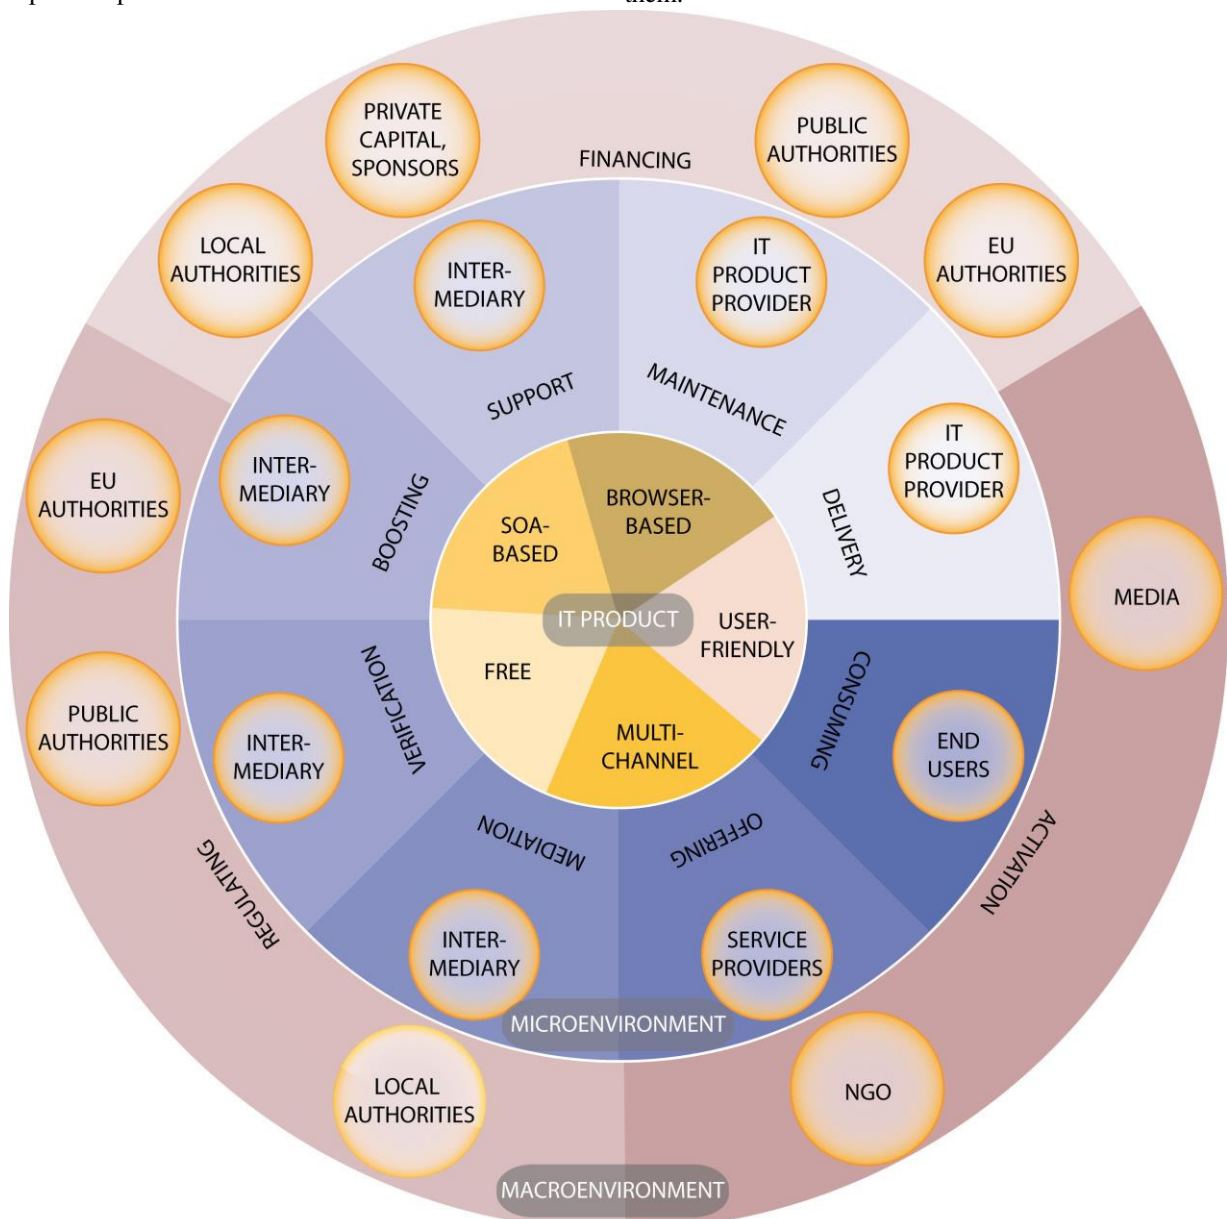 them.
PRIVATE
CAPITAL,
SPONSORS
FINANCING
PUBLIC
AUTHORITIES
LOCAL
AUTHORITIES
EU
AUTHORITIES
INTER-
MEDIARY
IT
PRODUCT
PROVIDER
SUPPORT
MAINTENANCE
INTER-
MEDIARY
BOOSTING
IT
PRODUCT
PROVIDER
DELIVERY
EU
AUTHORITIES
SOA-
BASED
BROWSER-
BASED
IT PRODUCT
USER-
FRIENDLY
FREE
MULTI-
CHANNEL
MEDIA
PUBLIC
AUTHORITIES
INTER-
MEDIARY
VERIFICATION
CONSUMING
END
USERS
REGULATING
MEDIATION
OFFERING
ACTIVATION
INTER-
MEDIARY
SERVICE
PROVIDERS
MICROENVIRONMENT
LOCAL
AUTHORITIES
NGO
MACROENVIRONMENT